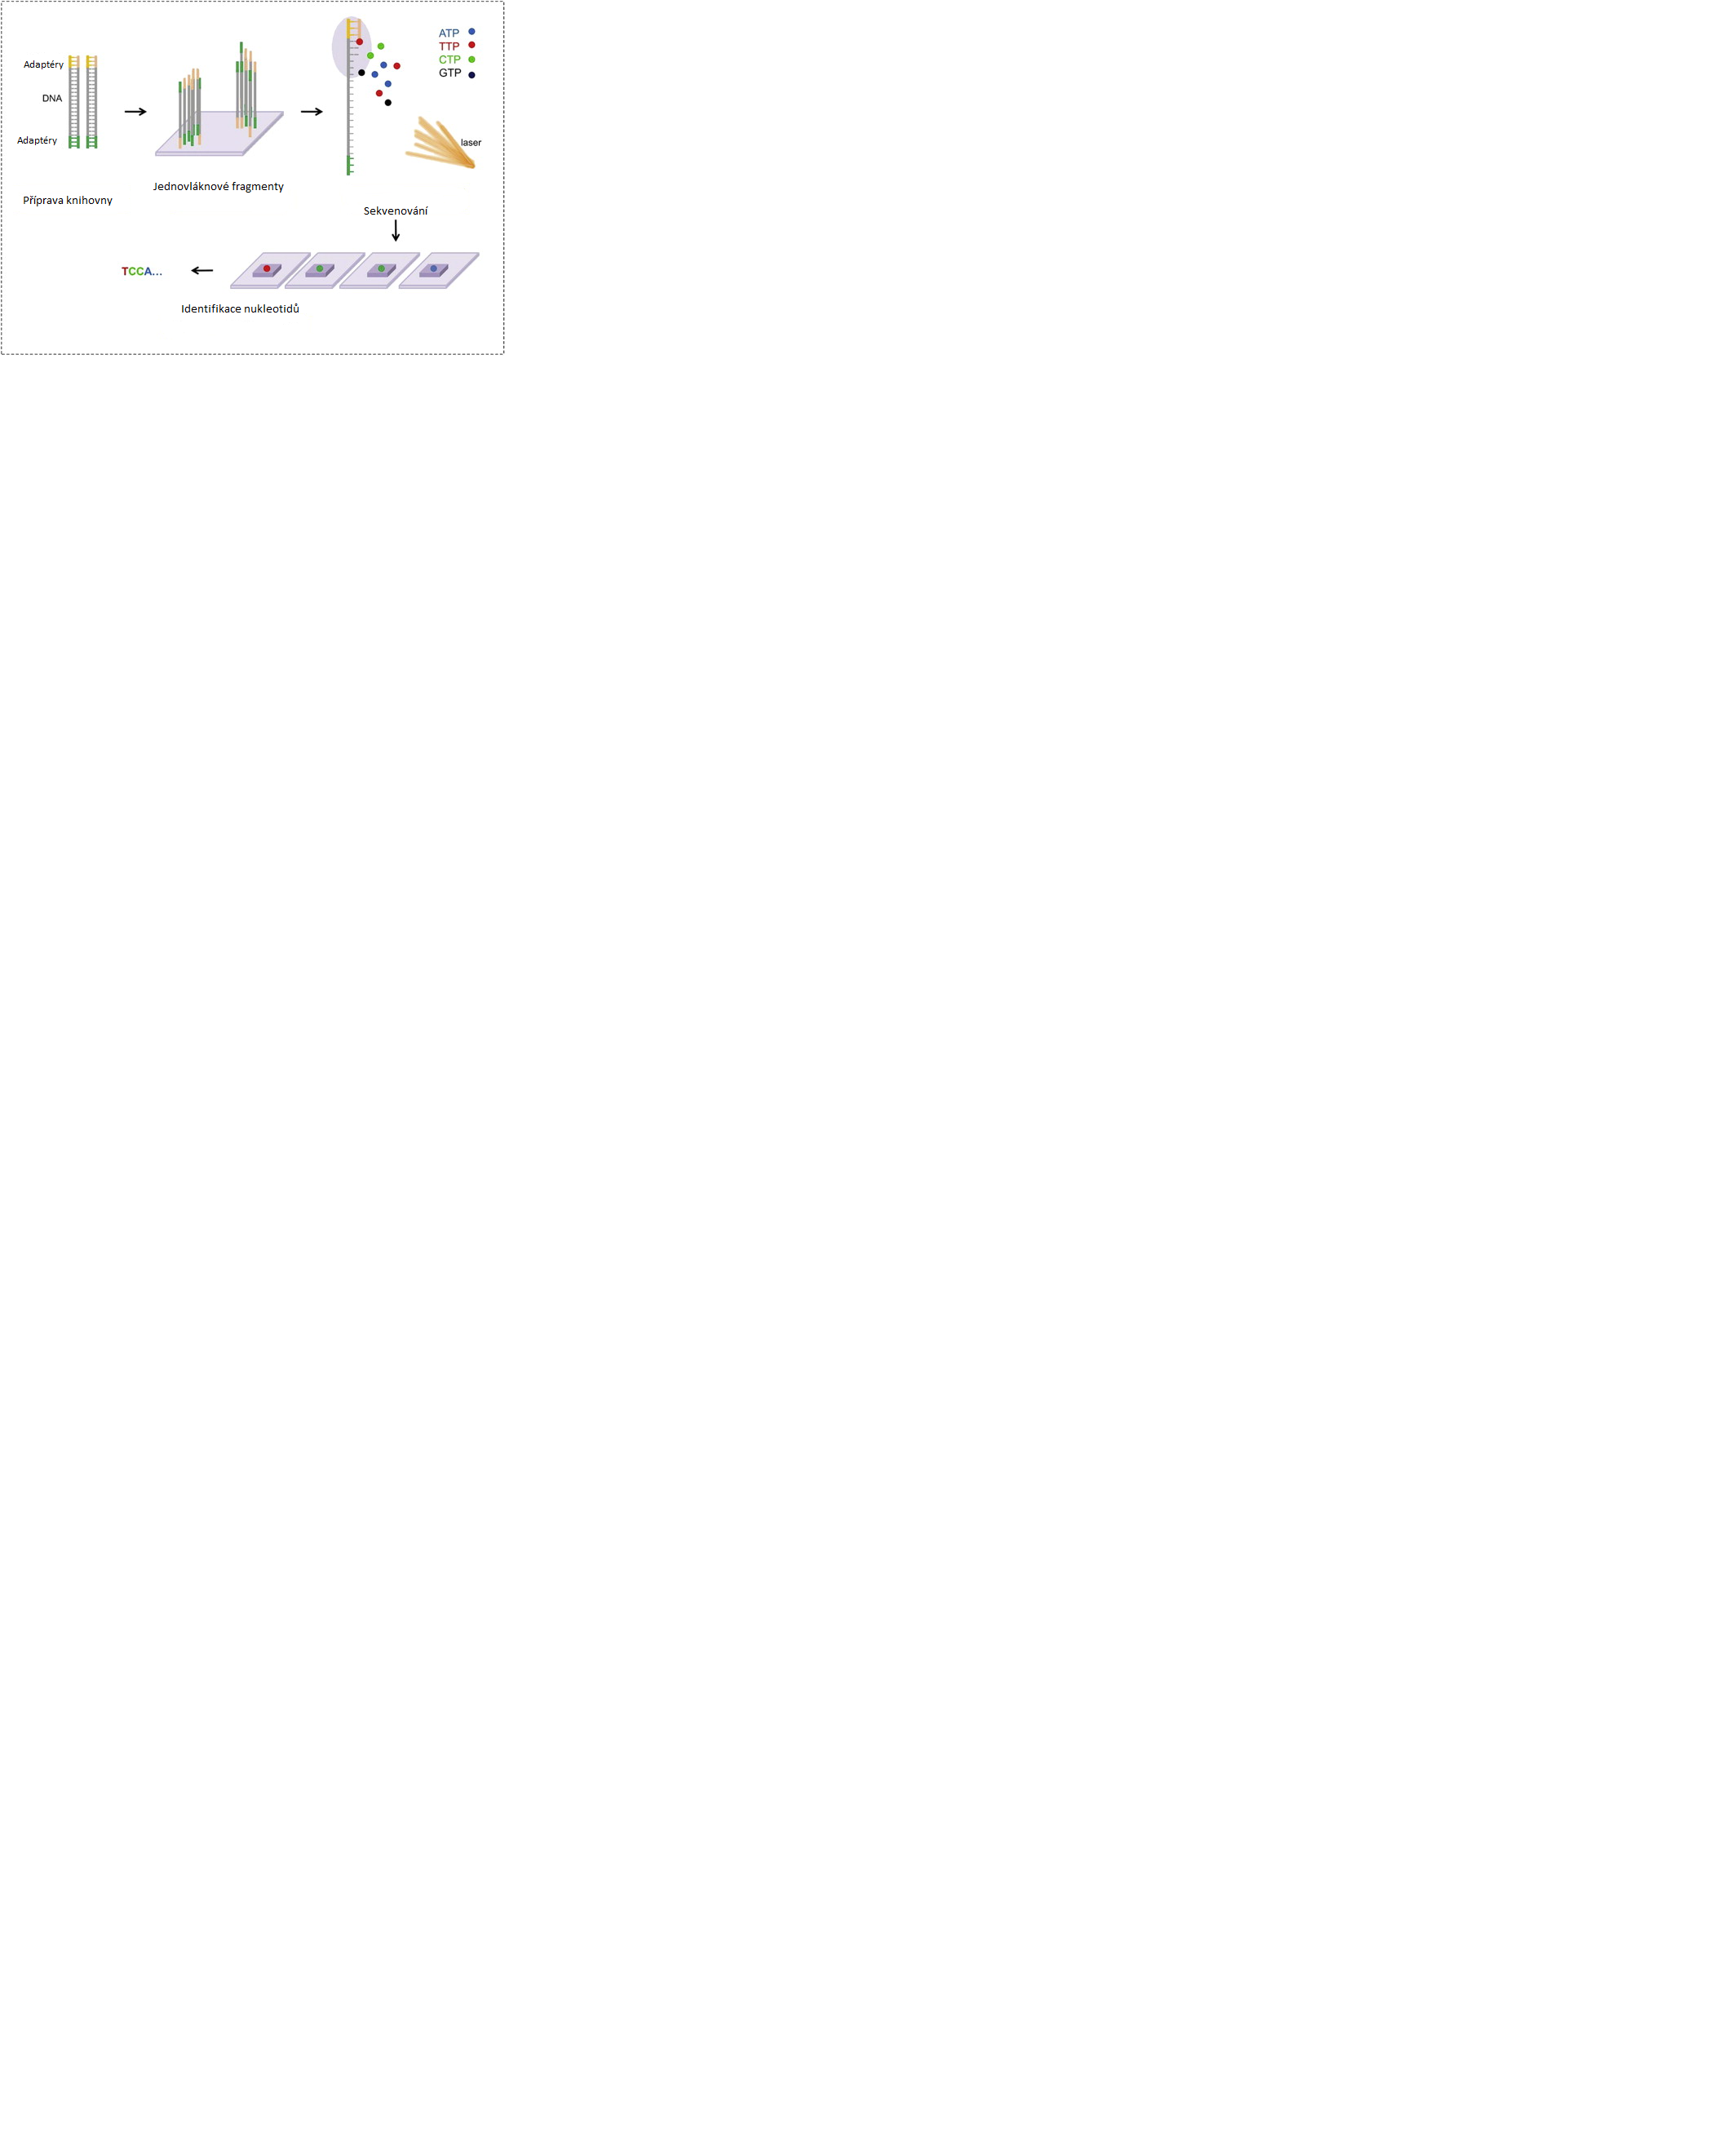 Adaptéry
DNA
Adaptéry
Příprava knihovny
Jednovláknové fragmenty
ATP
TTP
CTP
GTP
laser
Sekvenování
TCCA...
Identifikace nukleotidů